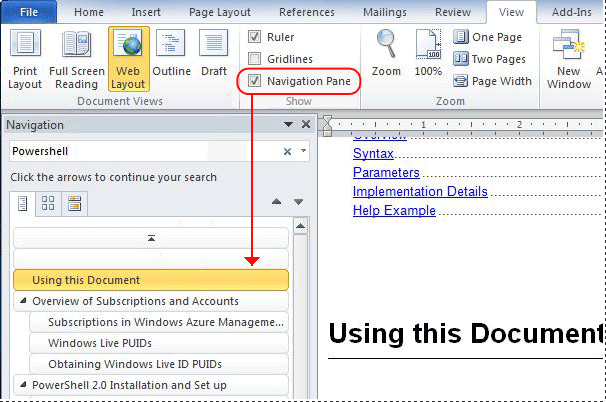 File Home Insert Page Layout References Mailings Review View Add-Ins
Print Layout
Full Screen Reading
Web Layout
Outline
Draft
Document Views
Ruler
Gridlines
Navigation Pane
Show
Zoom
100%
One Page
Two Pages
Page Width
Zoom
New Window
A
Navigation
Powershell
Click the arrows to continue your search
Using this Document
Overview of Subscriptions and Accounts
Subscriptions in Windows Azure Manageme...
Windows Live PUIDs
Obtaining Windows Live ID PUIDs
PowerShell 2.0 Installation and Set up
1 2
Overview
Syntax
Parameters
Implementation Details
Help Example
Using this Document